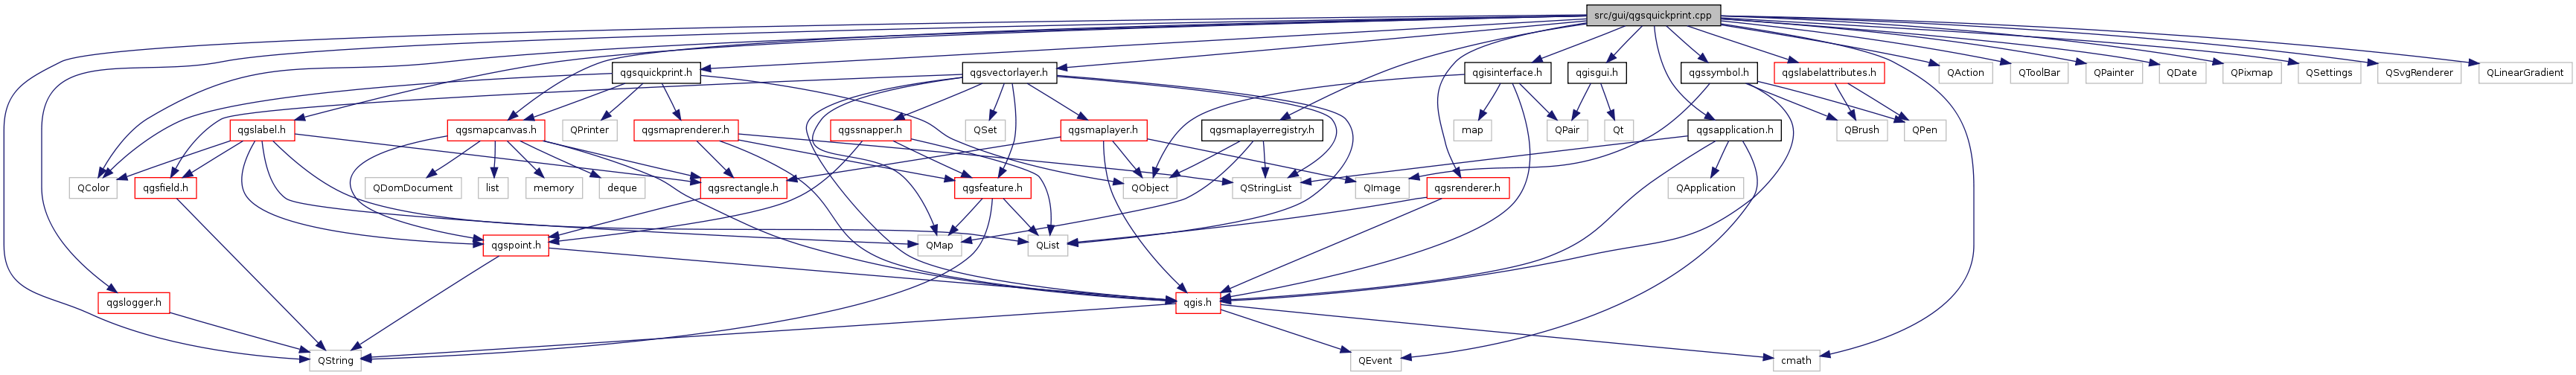 src/gui/qgsquickprint.cpp
qgsquickprint.h
qgsvectorlayer.h
qgisinterface.h
qgisgui.h
qgssymbol.h
qgslabelattributes.h
QAction
QToolBar
QPainter
QDate
QPixmap
QSettings
QSvgRenderer
QLinearGradient
qgslabel.h
qgsmapcanvas.h
QPrinter
qgsmaprenderer.h
qgssnapper.h
QSet
qgsmaplayer.h
qgsmaplayerregistry.h
map
QPair
Qt
qgsapplication.h
QBrush
QPen
QColor
qgsfield.h
QDomDocument
list
memory
deque
qgsrectangle.h
qgsfeature.h
QObject
QStringList
QImage
qgsrenderer.h
QApplication
qgspoint.h
QMap
QList
qgslogger.h
qgis.h
QString
QEvent
cmath